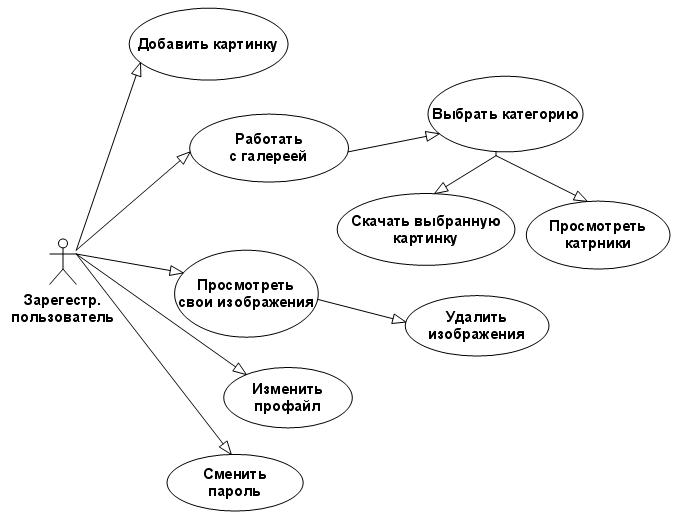 Добавить картинку
Работать
с галереей
Выбрать категорию
Скачать выбранную
картинку
Просмотреть
катрники
Зарегестр.
пользователь
Просмотреть
свои изображения
Удалить
изображения
Изменить
профайл
Сменить
пароль